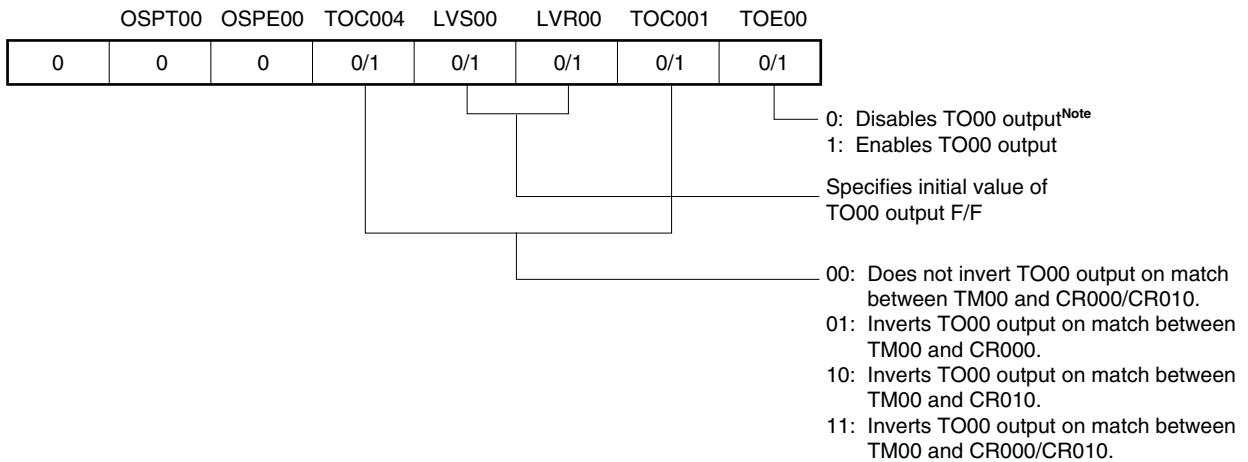 OSPT00 OSPE00 TOC004 LVS00 LVR00 TOC001 TOE00
0 0 0 0/1 0/1 0/1 0/1 0/1
0: Disables TO00 outputNote
1: Enables TO00 output
Specifies initial value of
TO00 output F/F
00: Does not invert TO00 output on match
between TM00 and CR000/CR010.
01: Inverts TO00 output on match between
TM00 and CR000.
10: Inverts TO00 output on match between
TM00 and CR010.
11: Inverts TO00 output on match between
TM00 and CR000/CR010.